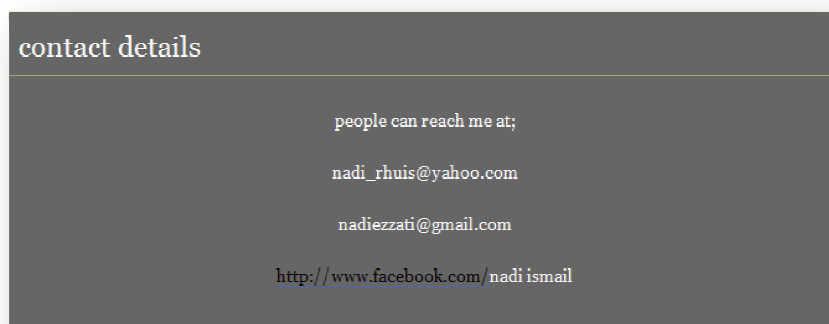 contact details
people can reach me at;
nadi_rhuis@yahoo.com
nadiezzati@gmail.com
http://www.facebook.com/nadi ismail